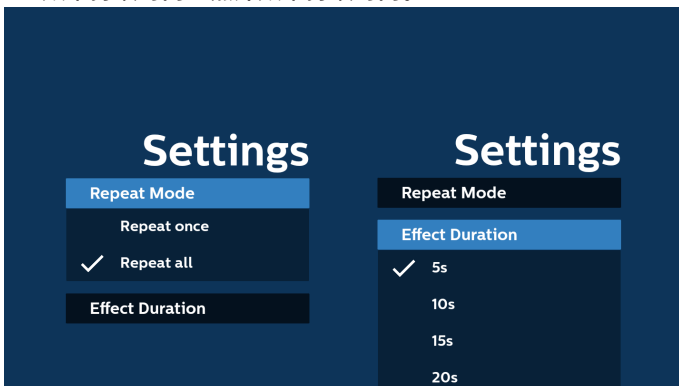 Settings
Repeat Mode
Repeat once
Repeat all
Effect Duration
Settings
Repeat Mode
Effect Duration
5s
10s
15s
20s